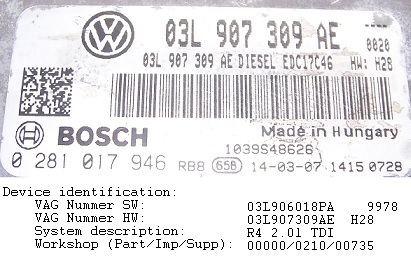 03L 907 309 AE 0020
03L 907 309 AE DIESEL EDC17C46 HW: H28
BOSCH
Made in Hungary
1039S48626
0 281 017 946 RB8 65B 14-03-07 1415 0728
Device identification:
VAG Nummer SW: 03L906018PA 9978
VAG Nummer HW: 03L907309AE H28
System description: R4 2.0l TDI
Workshop (Part/Imp/Supp): 00000/0210/00735